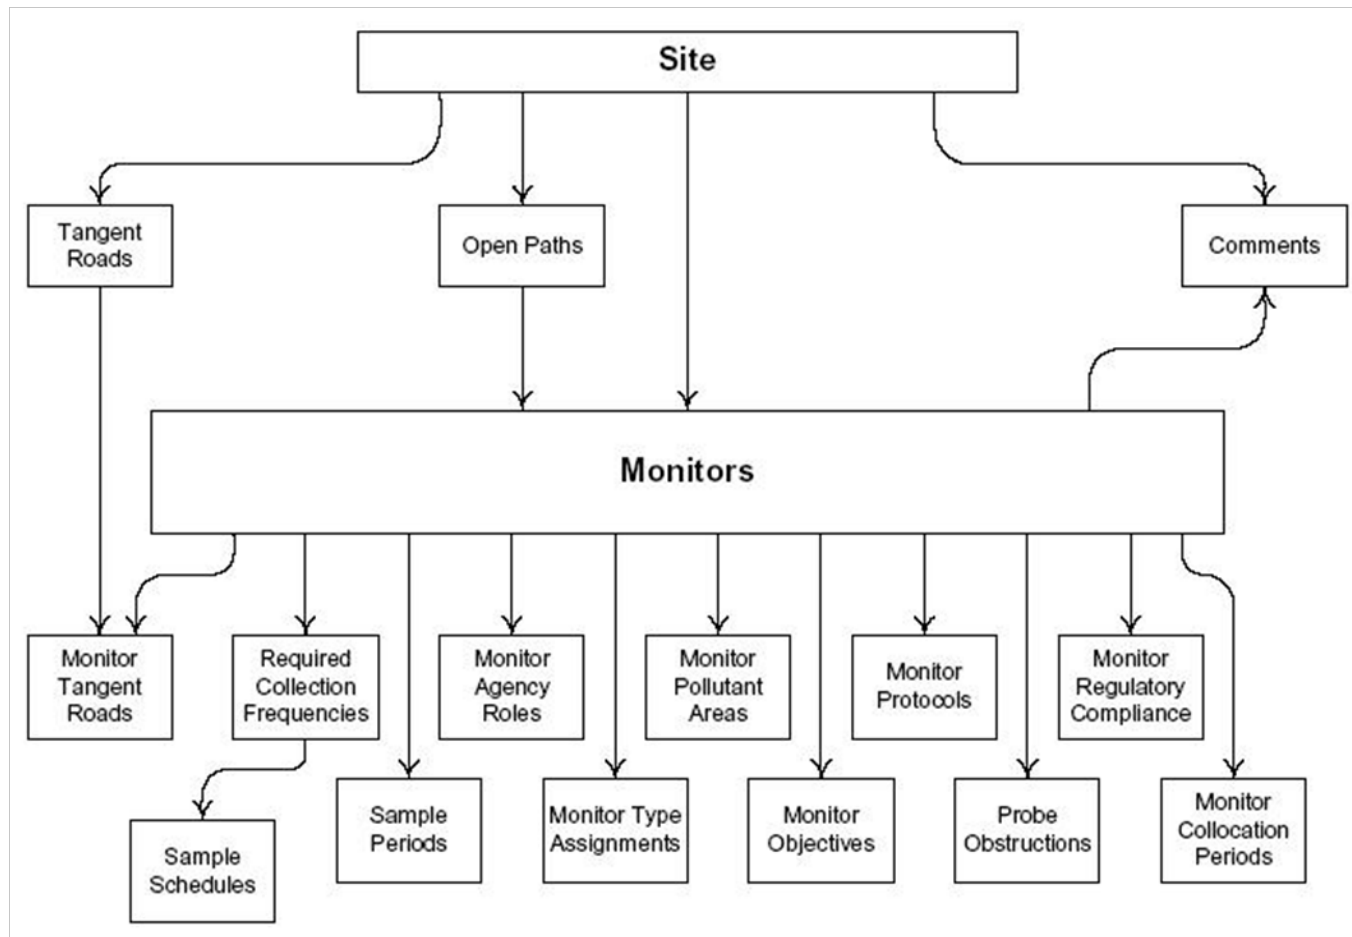 Site
Tangent
Roads
Open Paths
Comments
Monitors
Monitor
Tangent
Roads
Required
Collection
Frequencies
Monitor
Agency
Roles
Monitor
Pollutant
Areas
Monitor
Protocols
Monitor
Regulatory
Compliance
Sample
Schedules
Sample
Periods
Monitor Type
Assignments
Monitor
Objectives
Probe
Obstructions
Monitor
Collocation
Periods